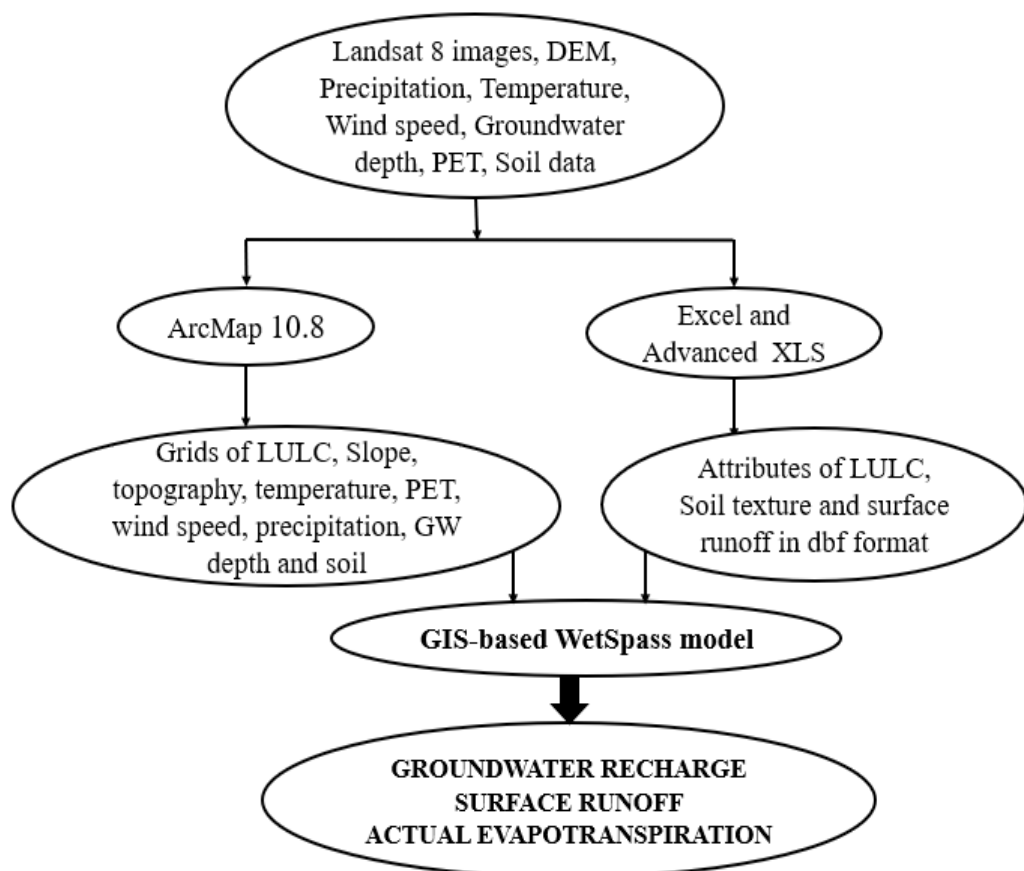 Landsat 8 images, DEM,
Precipitation, Temperature,
Wind speed, Groundwater
depth, PET, Soil data
ArcMap 10.8
Excel and
Advanced XLS
Grids of LULC, Slope,
topography, temperature, PET,
wind speed, precipitation, GW
depth and soil
Attributes of LULC,
Soil texture and surface
runoff in dbf format
GIS-based WetSpass model
GROUNDWATER RECHARGE
SURFACE RUNOFF
ACTUAL EVAPOTRANSPIRATION